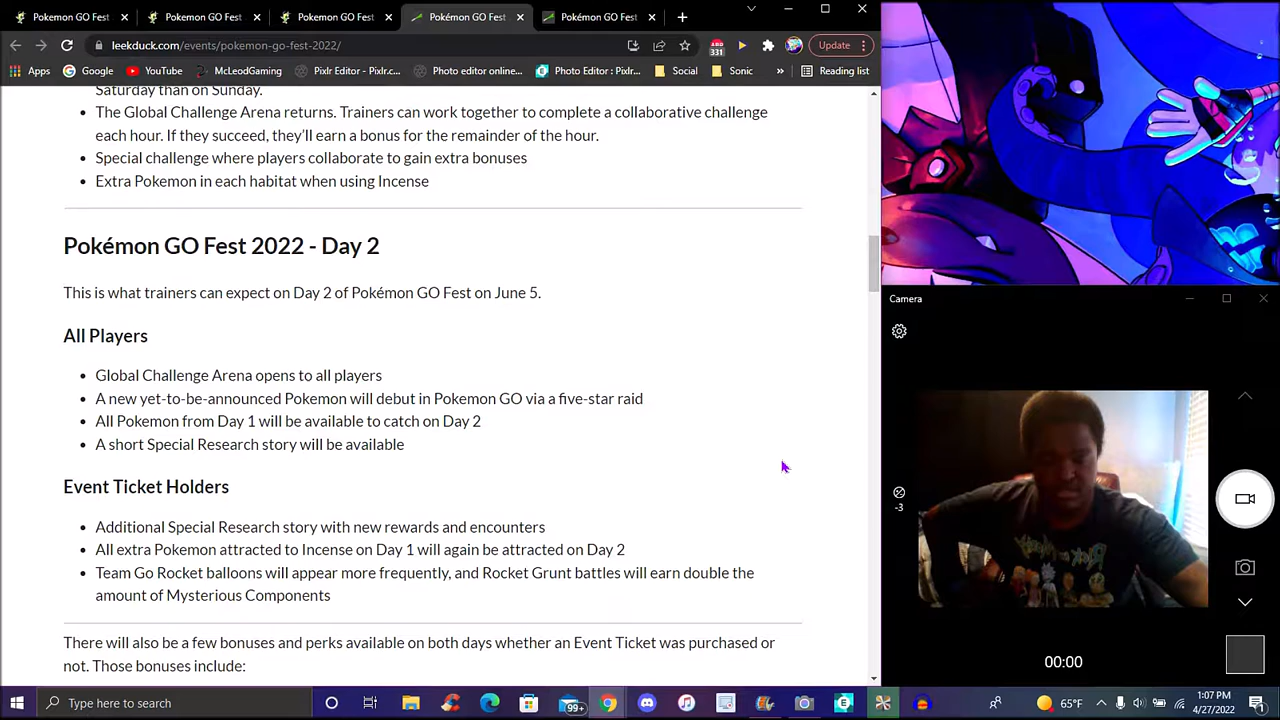 Pokemon GO Fest
Pokemon GO Fest
Pokemon GO Fest
Pokémon GO Fest
Pokémon GO Fest
leekduck.com/events/pokemon-go-fest-2022/
331
Update
Apps
Google
YouTube
McLeodGaming
Pixlr Editor - Pixlr.c...
Photo editor online...
Photo Editor : Pixlr...
Social
Sonic
»
Reading list
Saturday than on Sunday.
• The Global Challenge Arena returns. Trainers can work together to complete a collaborative challenge
each hour. If they succeed, they'll earn a bonus for the remainder of the hour.
• Special challenge where players collaborate to gain extra bonuses
• Extra Pokemon in each habitat when using Incense
Pokémon GO Fest 2022 - Day 2
This is what trainers can expect on Day 2 of Pokémon GO Fest on June 5.
All Players
• Global Challenge Arena opens to all players
• A new yet-to-be-announced Pokemon will debut in Pokemon GO via a five-star raid
• All Pokemon from Day 1 will be available to catch on Day 2
• A short Special Research story will be available
Event Ticket Holders
• Additional Special Research story with new rewards and encounters
• All extra Pokemon attracted to Incense on Day 1 will again be attracted on Day 2
• Team Go Rocket balloons will appear more frequently, and Rocket Grunt battles will earn double the
amount of Mysterious Components
There will also be a few bonuses and perks available on both days whether an Event Ticket was purchased or
not. Those bonuses include:
Camera
-3
00:00
Type here to search
99+
65°F
1:07 PM
4/27/2022
1